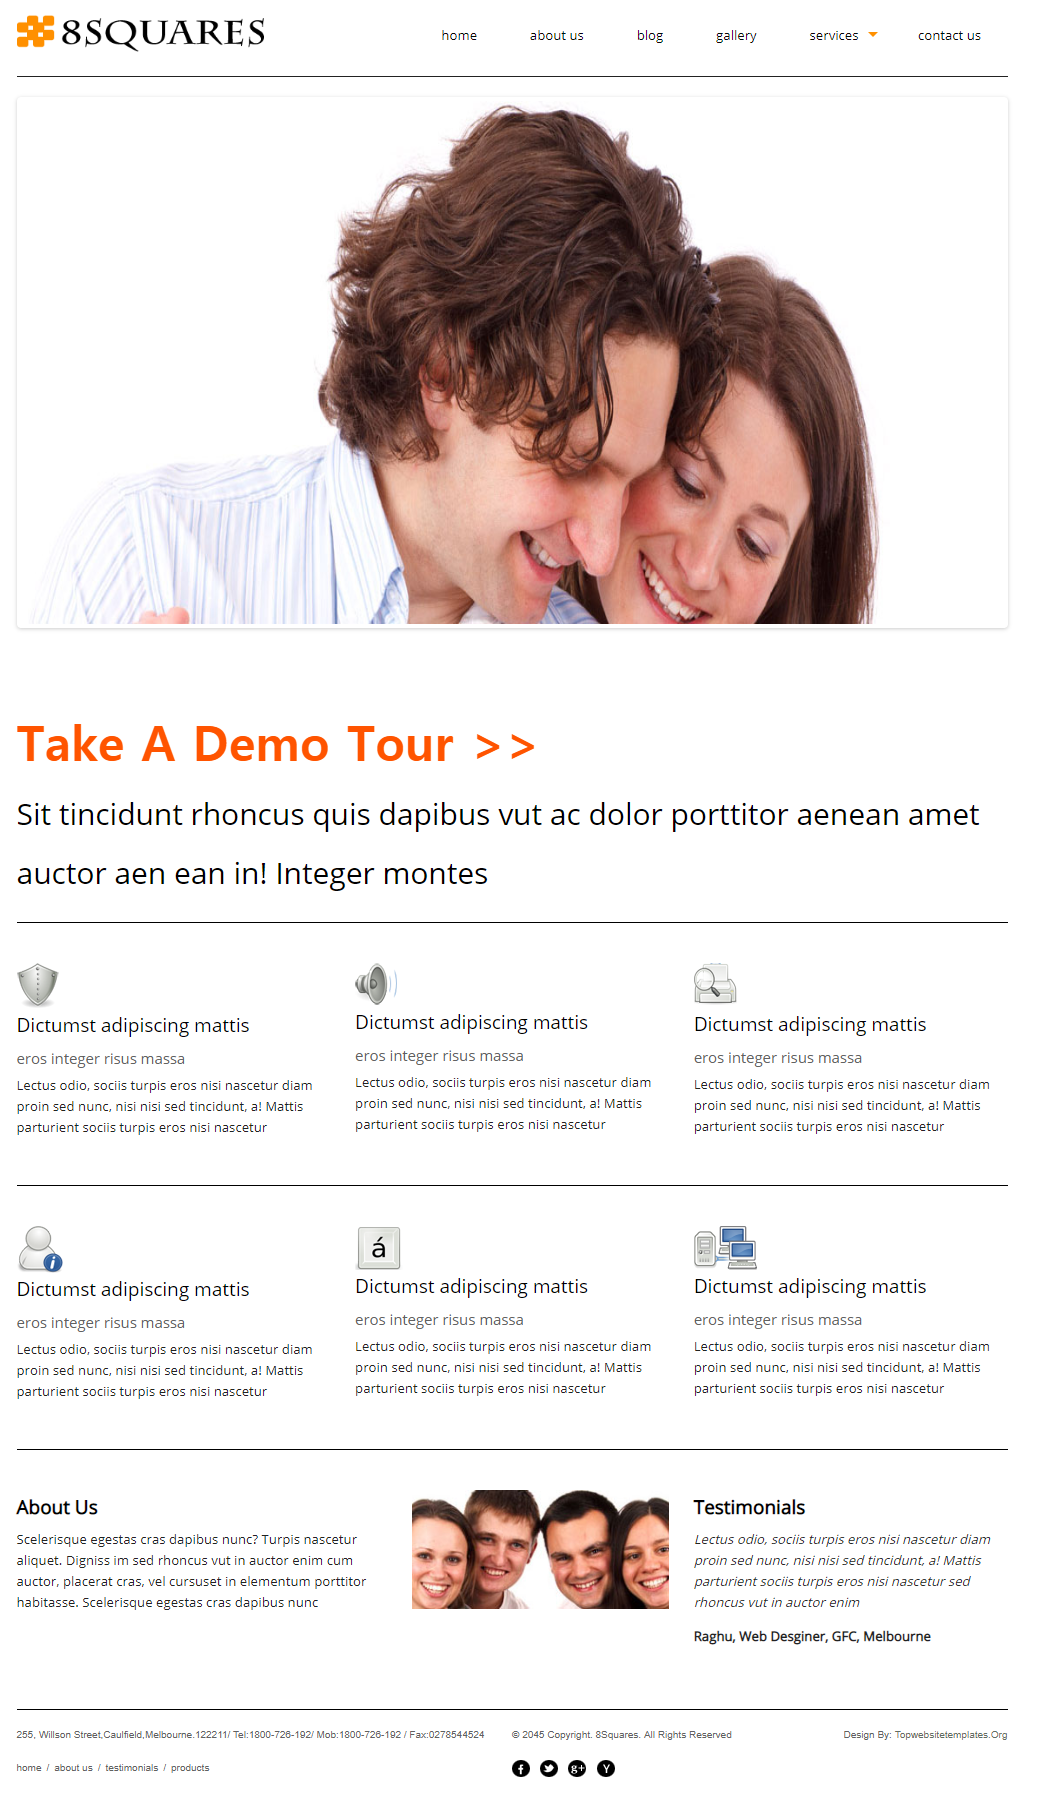 8SQUARES
home about us blog gallery services contact us
Take A Demo Tour >>
Sit tincidunt rhoncus quis dapibus vut ac dolor porttitor aenean amet
auctor aen ean in! Integer montes
Dictumst adipiscing mattis
eros integer risus massa
Lectus odio, sociis turpis eros nisi nascetur diam
proin sed nunc, nisi nisi sed tincidunt, a! Mattis
parturient sociis turpis eros nisi nascetur
Dictumst adipiscing mattis
eros integer risus massa
Lectus odio, sociis turpis eros nisi nascetur diam
proin sed nunc, nisi nisi sed tincidunt, a! Mattis
parturient sociis turpis eros nisi nascetur
Dictumst adipiscing mattis
eros integer risus massa
Lectus odio, sociis turpis eros nisi nascetur diam
proin sed nunc, nisi nisi sed tincidunt, a! Mattis
parturient sociis turpis eros nisi nascetur
i
Dictumst adipiscing mattis
eros integer risus massa
Lectus odio, sociis turpis eros nisi nascetur diam
proin sed nunc, nisi nisi sed tincidunt, a! Mattis
parturient sociis turpis eros nisi nascetur
á
Dictumst adipiscing mattis
eros integer risus massa
Lectus odio, sociis turpis eros nisi nascetur diam
proin sed nunc, nisi nisi sed tincidunt, a! Mattis
parturient sociis turpis eros nisi nascetur
Dictumst adipiscing mattis
eros integer risus massa
Lectus odio, sociis turpis eros nisi nascetur diam
proin sed nunc, nisi nisi sed tincidunt, a! Mattis
parturient sociis turpis eros nisi nascetur
About Us
Scelerisque egestas cras dapibus nunc? Turpis nascetur
aliquet. Digniss im sed rhoncus vut in auctor enim cum
auctor, placerat cras, vel cursuset in elementum porttitor
habitasse. Scelerisque egestas cras dapibus nunc
Testimonials
Lectus odio, sociis turpis eros nisi nascetur diam
proin sed nunc, nisi nisi sed tincidunt, a! Mattis
parturient sociis turpis eros nisi nascetur sed
rhoncus vut in auctor enim
Raghu, Web Desginer, GFC, Melbourne
255, Willson Street,Caulfield,Melbourne.122211/ Tel:1800-726-192/ Mob:1800-726-192 / Fax:0278544524
home / about us / testimonials / products
© 2045 Copyright. 8Squares. All Rights Reserved
f g+ Y
Design By: Topwebsitetemplates.Org